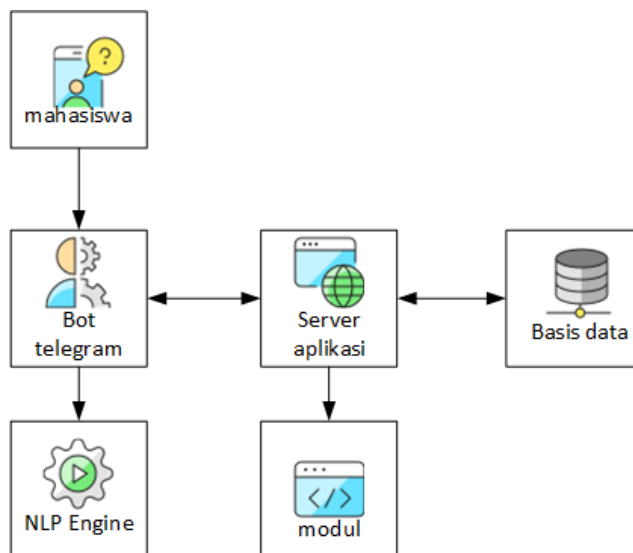 mahasiswa
Bot
telegram
Server
aplikasi
Basis data
NLP Engine
modul